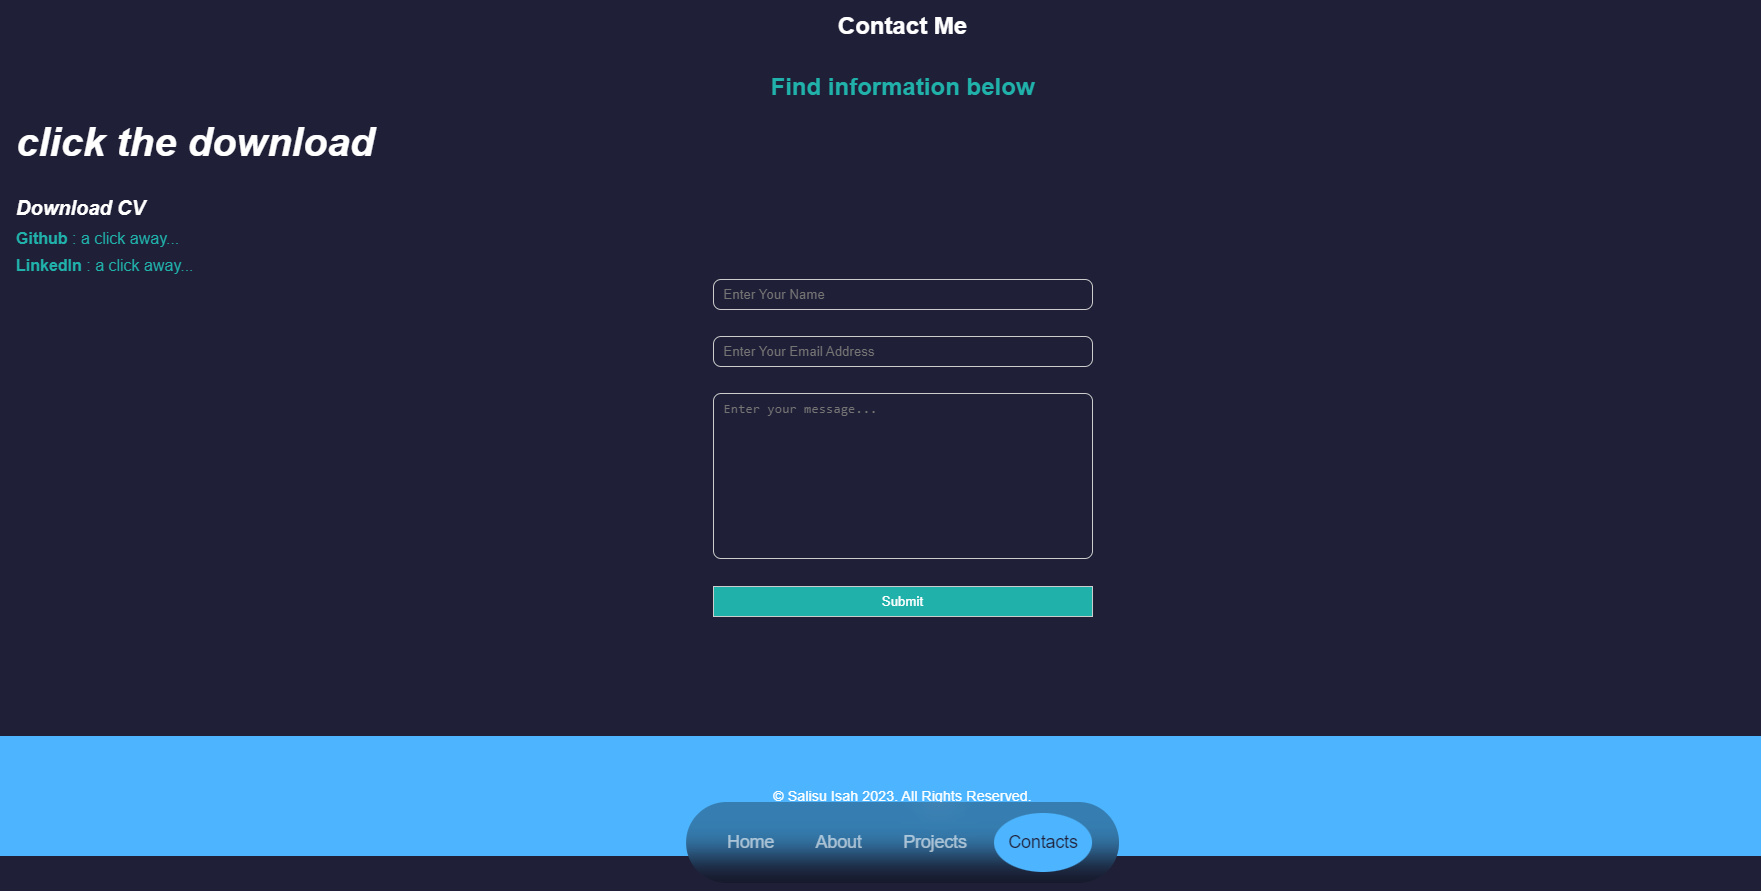 Contact Me
Find information below
click the download
Download CV
Github : a click away...
LinkedIn : a click away...
Enter Your Name
Enter Your Email Address
Enter your message...
Submit
© Salisu Isah 2023. All Rights Reserved.
Home About Projects Contacts